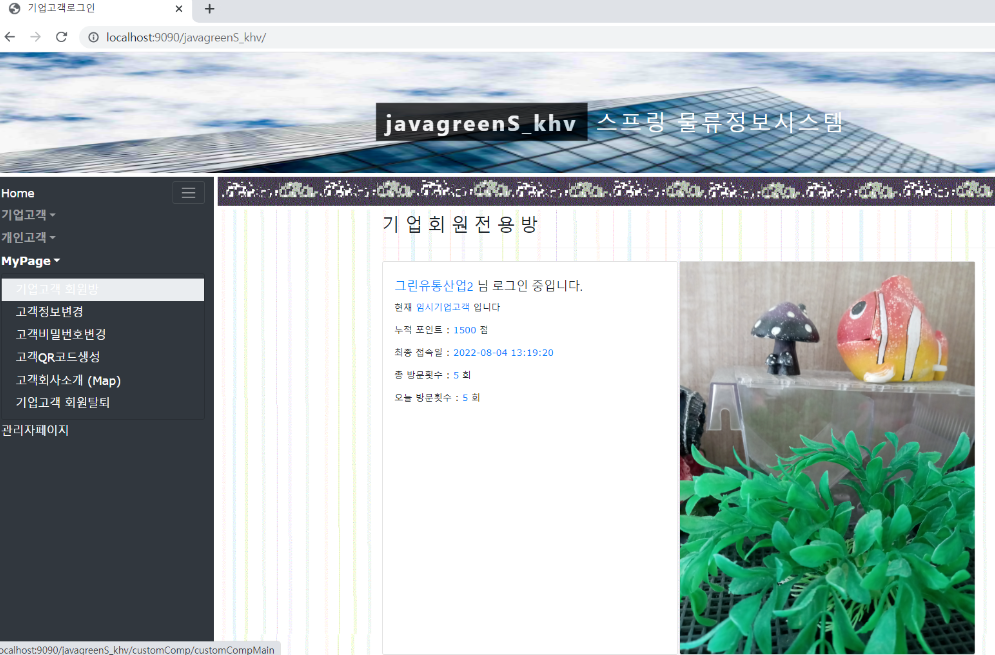 기업고객로그인
localhost:9090/javagreenS_khv/
javagreenS_khv 스프링 물류정보시스템
Home
기업고객
개인고객
MyPage
기업고객 회원방
고객정보변경
고객비밀번호변경
고객QR코드생성
고객회사소개 (Map)
기업고객 회원탈퇴
관리자페이지
기업회원전용방
그린유통산업2 님 로그인 중입니다.
현재 임시기업고객 입니다
누적 포인트 : 1500 점
최종 접속일 : 2022-08-04 13:19:20
총 방문횟수 : 5 회
오늘 방문횟수 : 5 회
localhost:9090/javagreenS_khv/customComp/customCompMain